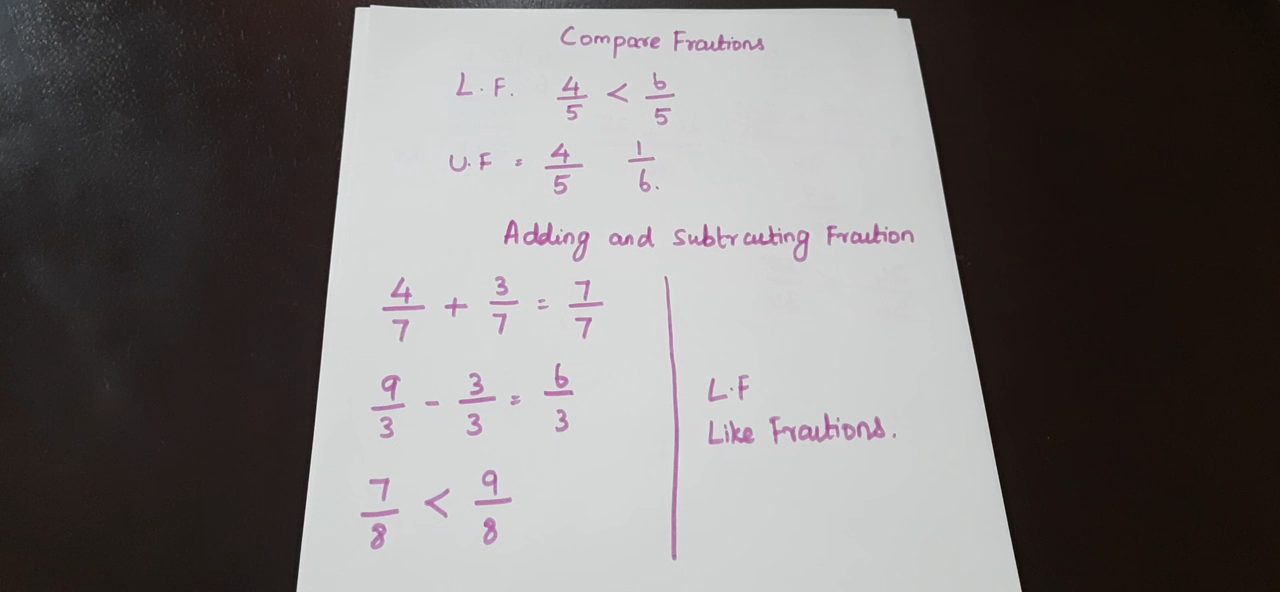 Compare Fractions
L.F. 4/5 < 6/5
U.F = 4/5 1/6.
Adding and subtracting Fraction
4/7 + 3/7 = 7/7
9/3 - 3/3 = 6/3
7/8 < 9/8
L.F
Like Fractions.